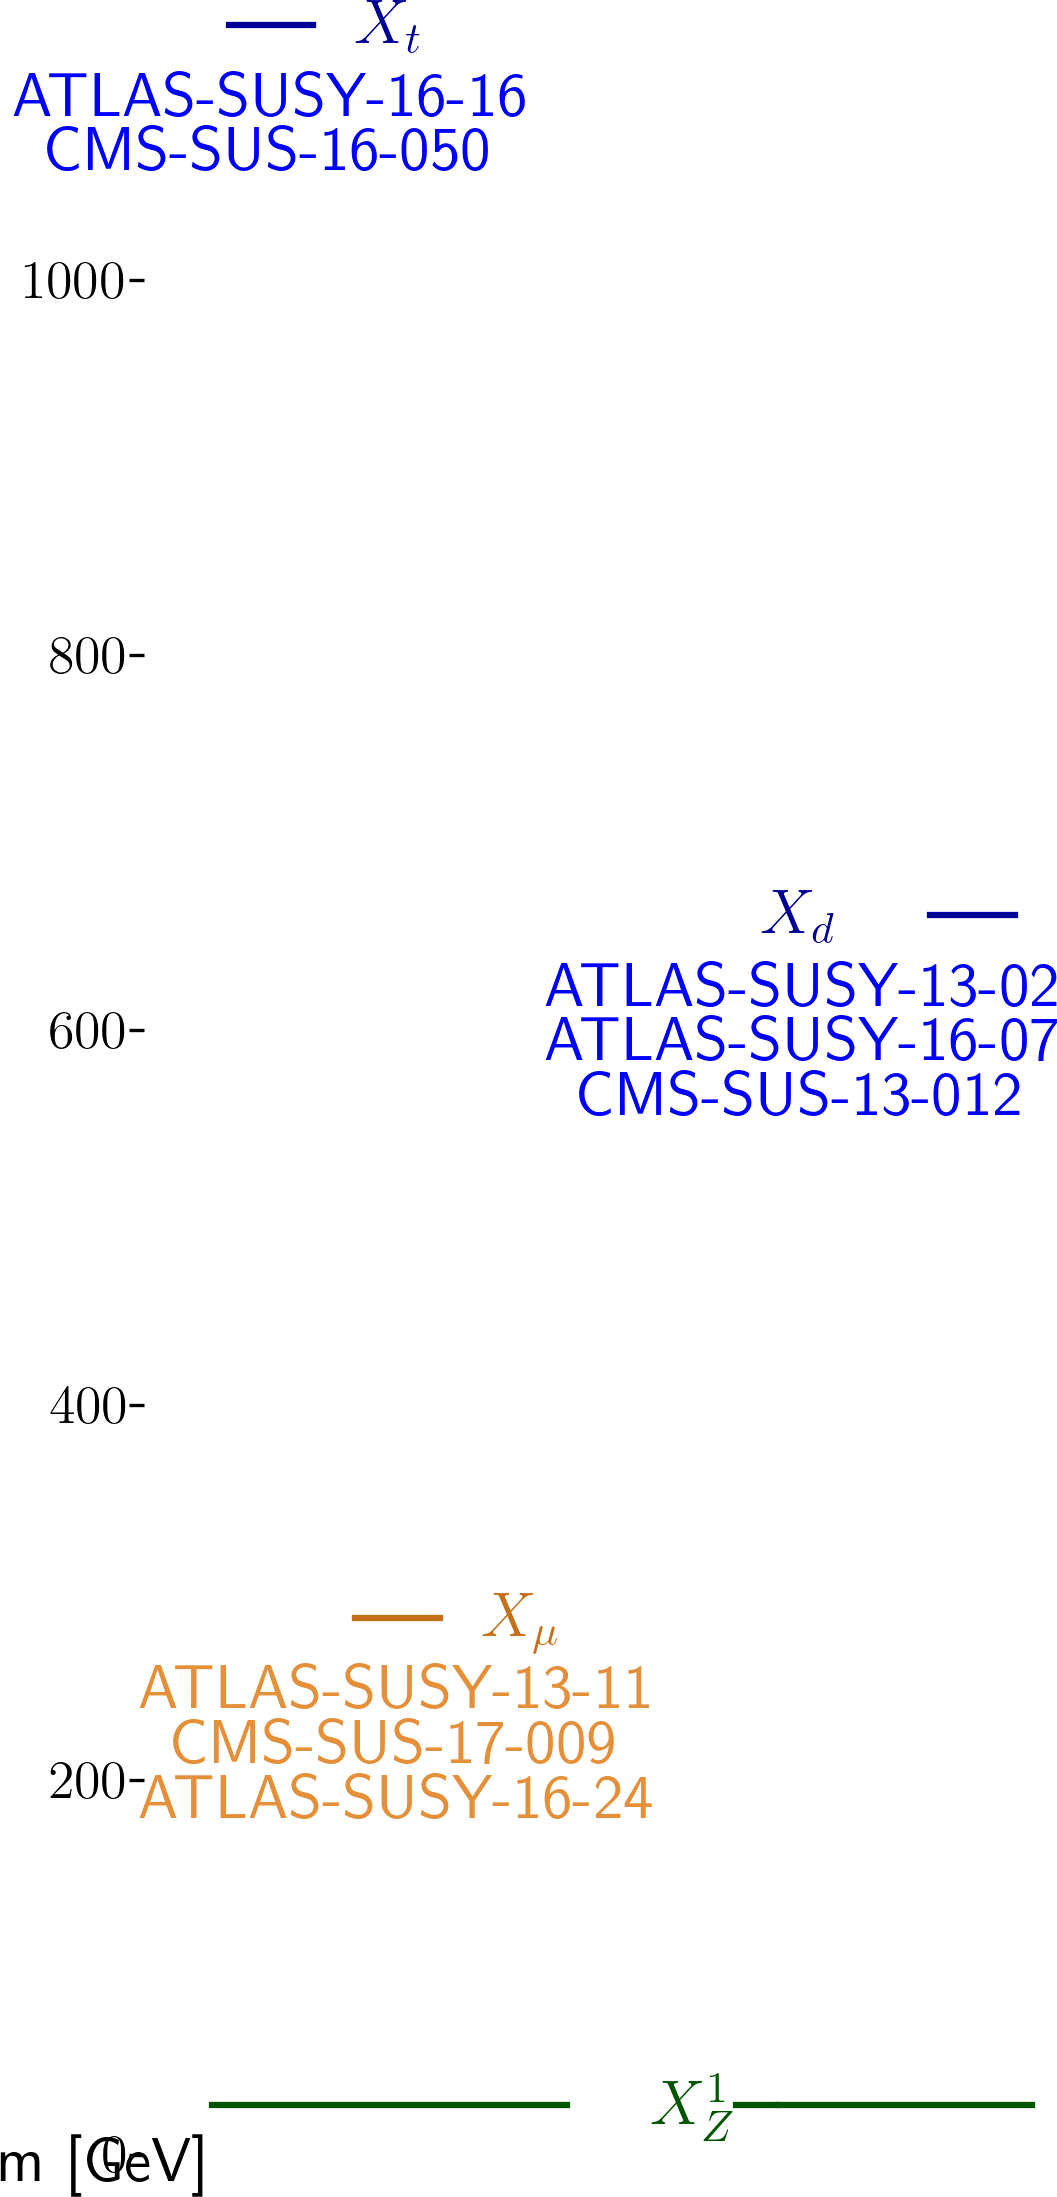 X_t
ATLAS-SUSY-16-16
CMS-SUS-16-050
1000
800
X_d
ATLAS-SUSY-13-02
600
ATLAS-SUSY-16-07
CMS-SUS-13-012
400
X_μ
ATLAS-SUSY-13-11
CMS-SUS-17-009
200
ATLAS-SUSY-16-24
X_Z^1
0
m [GeV]